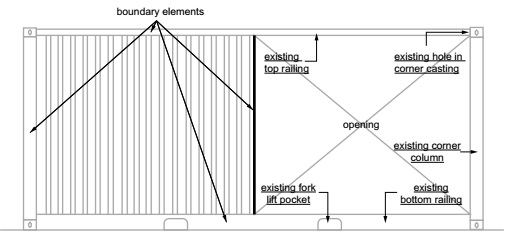 boundary elements
existing
top railing
existing hole in
corner casting
opening
existing corner
column
existing fork
lift pocket
existing
bottom railing